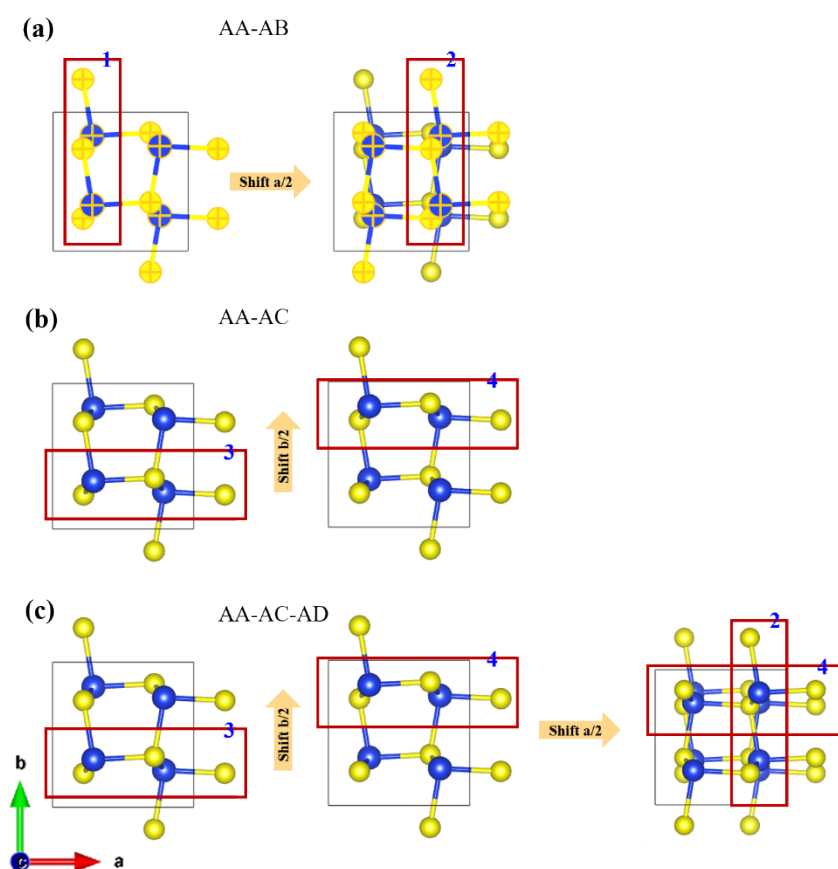 (a) AA-AB
1
2
Shift a/2
(b) AA-AC
4
3
Shift b/2
(c) AA-AC-AD
2
4
4
3
Shift b/2
Shift a/2
b
c a